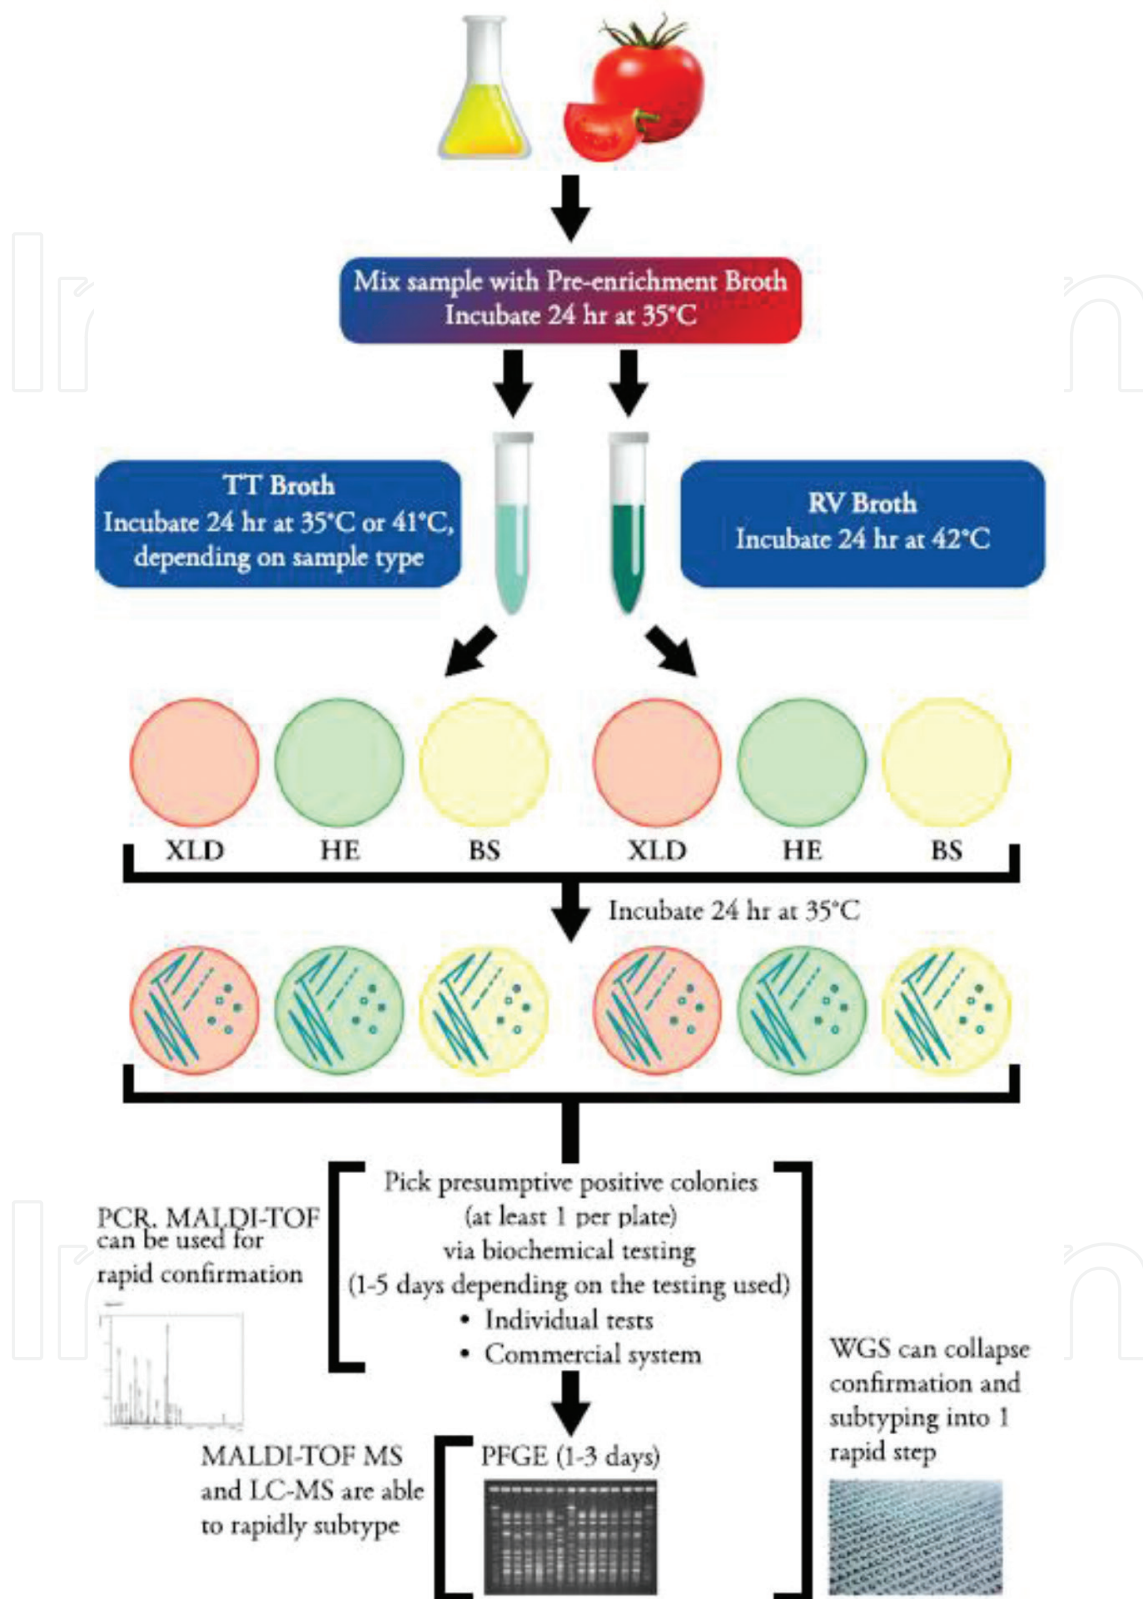 Mix sample with Pre-enrichment Broth
Incubate 24 hr at 35°C
TT Broth
Incubate 24 hr at 35°C or 41°C,
depending on sample type
RV Broth
Incubate 24 hr at 42°C
XLD
HE
BS
XLD
HE
BS
Incubate 24 hr at 35°C
Pick presumptive positive colonies
(at least 1 per plate)
via biochemical testing
(1-5 days depending on the testing used)
• Individual tests
• Commercial system
PCR, MALDI-TOF
can be used for
rapid confirmation
WGS can collapse
confirmation and
subtyping into 1
rapid step
MALDI-TOF MS
and LC-MS are able
to rapidly subtype
PFGE (1-3 days)